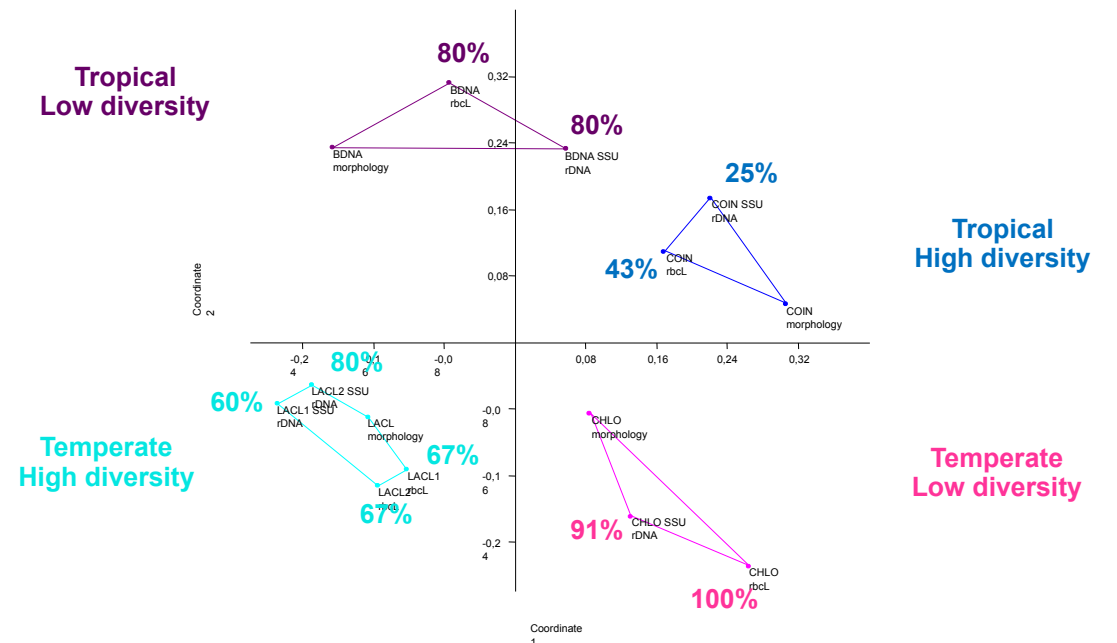 80%
Tropical
Low diversity
0,32
BDNA
rbcL
80%
0,24
BDNA
morphology
BDNA SSU
rDNA
25%
0,16
COIN SSU
rDNA
Tropical
High diversity
43%
COIN
rbcL
0,08
COIN
morphology
Coordinate
2
-0,2
4
-0,1
6
-0,0
8
0,08
0,16
0,24
0,32
80%
60%
LACL2 SSU
rDNA
LACL1 SSU
rDNA
LACL
morphology
-0,0
8
CHLO
morphology
Temperate
High diversity
67%
LACL1
rbcL
-0,1
6
LACL2
rbcL
67%
Temperate
Low diversity
91%
CHLO SSU
rDNA
-0,2
4
CHLO
rbcL
100%
Coordinate
1